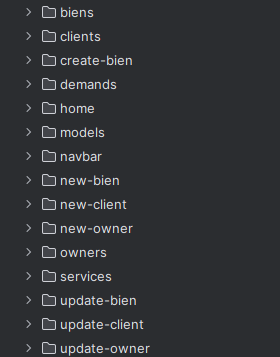 biens
clients
create-bien
demands
home
models
navbar
new-bien
new-client
new-owner
owners
services
update-bien
update-client
update-owner